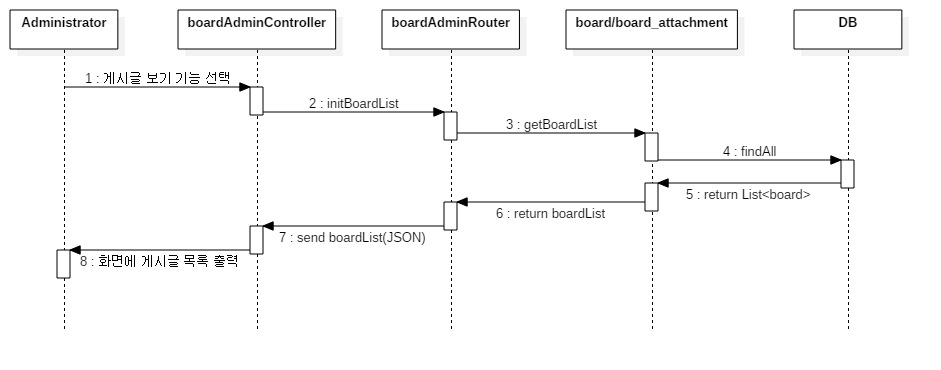 Administrator
boardAdminController
boardAdminRouter
board/board_attachment
DB
1 : 게시글 보기 기능 선택
2 : initBoardList
3 : getBoardList
4 : findAll
5 : return List<board>
6 : return boardList
7 : send boardList(JSON)
8 : 화면에 게시글 목록 출력